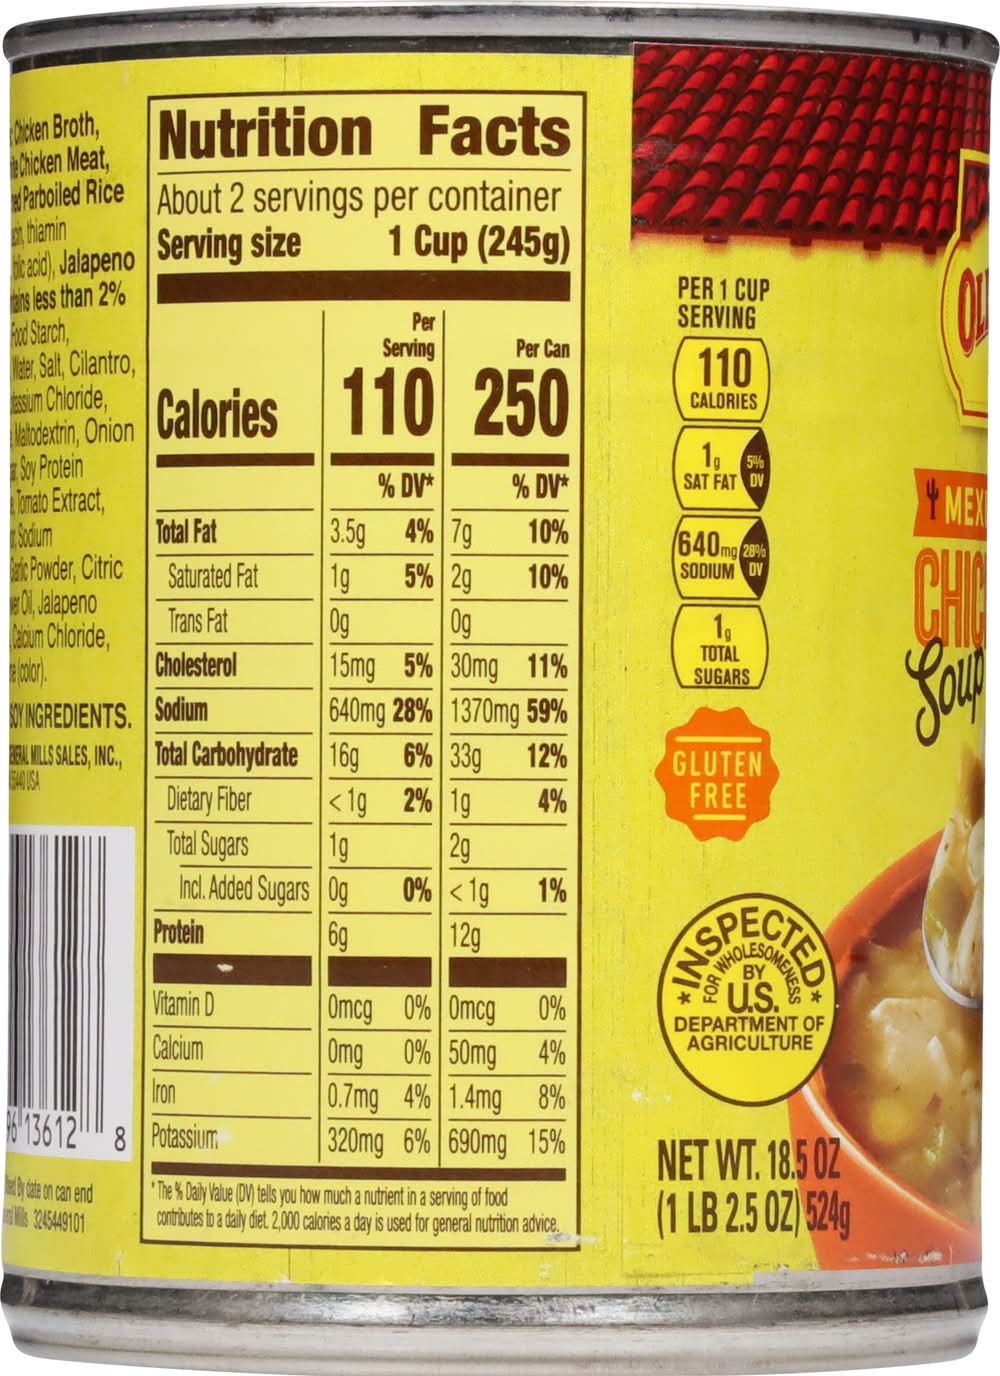 Chicken Broth,
Chicken Meat,
Parboiled Rice
thiamin
acid), Jalapeno
less than 2%
Food Starch,
Water, Salt, Cilantro,
Chloride,
Maltodextrin, Onion
Soy Protein
Tomato Extract,
Sodium
Garlic Powder, Citric
Oil, Jalapeno
Calcium Chloride,
(color).
SOY INGREDIENTS.
GENERAL MILLS SALES, INC.,
USA
13612 8
By date on can end
Mills 3245449101
Nutrition Facts
About 2 servings per container
Serving size 1 Cup (245g)
Per Serving Per Can
Calories 110 250
% DV* % DV*
Total Fat 3.5g 4% 7g 10%
Saturated Fat 1g 5% 2g 10%
Trans Fat 0g 0g
Cholesterol 15mg 5% 30mg 11%
Sodium 640mg 28% 1370mg 59%
Total Carbohydrate 16g 6% 33g 12%
Dietary Fiber <1g 2% 1g 4%
Total Sugars 1g 2g
Incl. Added Sugars 0g 0% <1g 1%
Protein 6g 12g
Vitamin D 0mcg 0% 0mcg 0%
Calcium 0mg 0% 50mg 4%
Iron 0.7mg 4% 1.4mg 8%
Potassium 320mg 6% 690mg 15%
*The % Daily Value (DV) tells you how much a nutrient in a serving of food
contributes to a daily diet. 2,000 calories a day is used for general nutrition advice.
PER 1 CUP
SERVING
110
CALORIES
1g
SAT FAT
5%
DV
640mg
SODIUM
28%
DV
1g
TOTAL
SUGARS
GLUTEN
FREE
INSPECTED
FOR WHOLESOMENESS
BY
U.S.
DEPARTMENT OF
AGRICULTURE
NET WT. 18.5 OZ
(1 LB 2.5 OZ) 524g
OL
MEX
CHIC
Soup